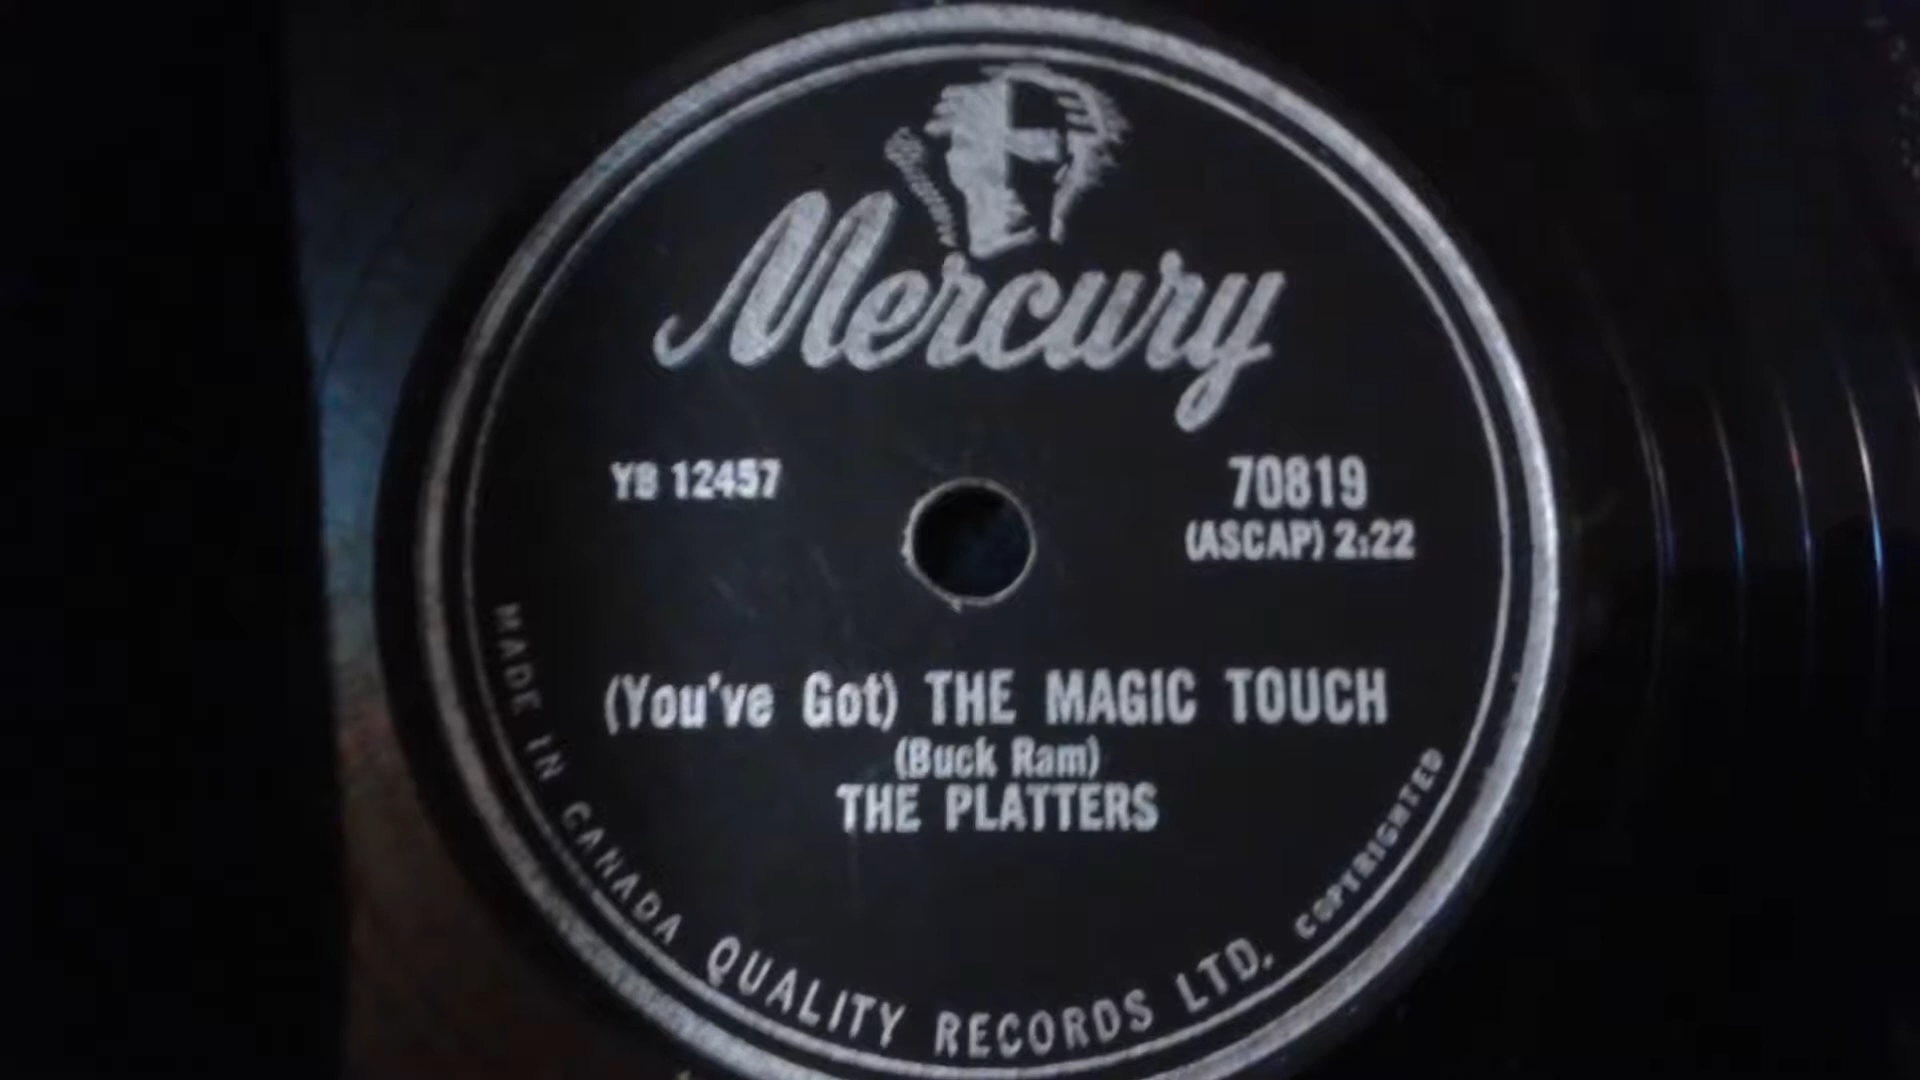 Mercury
YB 12457
70819
(ASCAP) 2:22
(You've Got) THE MAGIC TOUCH
(Buck Ram)
THE PLATTERS
MADE IN CANADA QUALITY RECORDS LTD. COPYRIGHTED